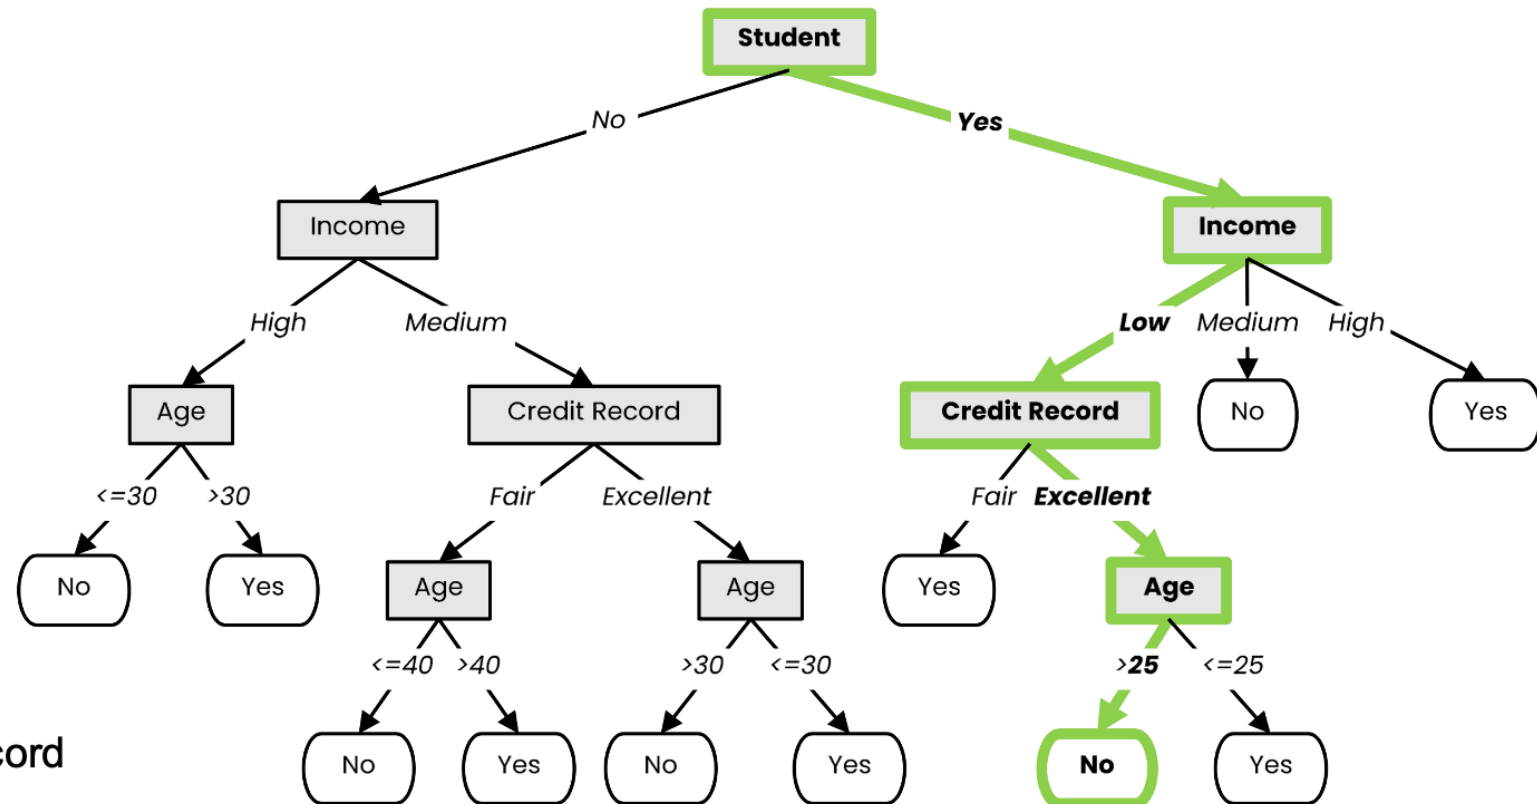 Student
No
Yes
Income
Income
High
Medium
Low
Medium
High
Age
Credit Record
Credit Record
No
Yes
<=30
>30
Fair
Excellent
Fair
Excellent
No
Yes
Age
Age
Yes
Age
<=40
>40
>30
<=30
>25
<=25
No
Yes
No
Yes
No
Yes